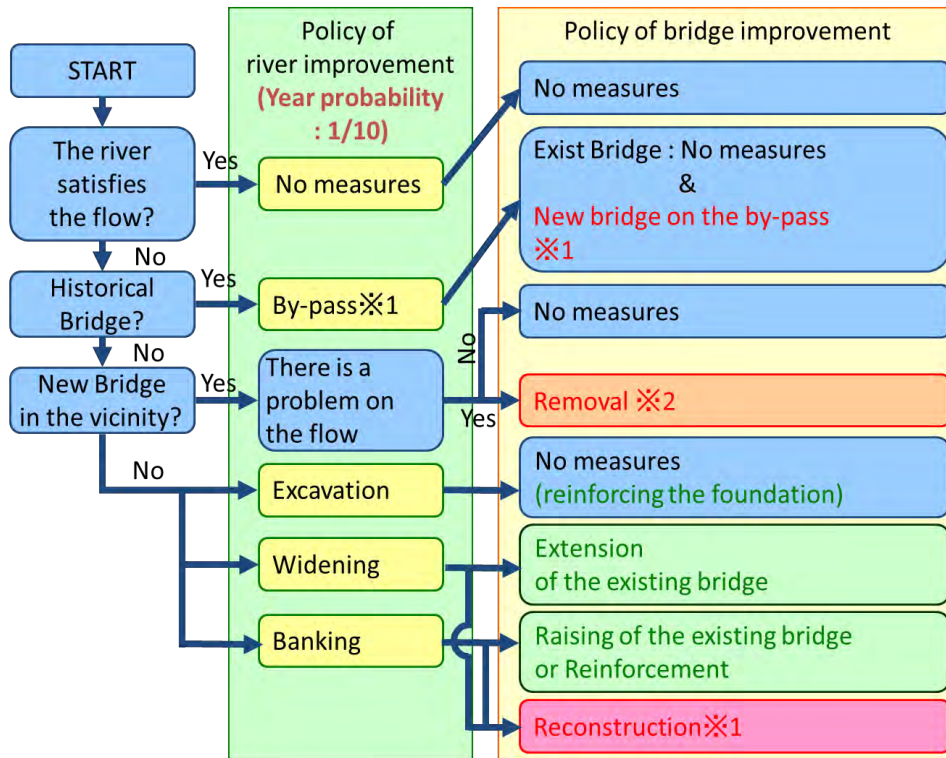 START
The river
satisfies
the flow?
Yes
No
Historical
Bridge?
Yes
No
New Bridge
in the vicinity?
Yes
No
Policy of
river improvement
(Year probability
: 1/10)
No measures
By-pass※1
There is a
problem on
the flow
No
Yes
Excavation
Widening
Banking
Policy of bridge improvement
No measures
Exist Bridge : No measures
&
New bridge on the by-pass
※1
No measures
Removal ※2
No measures
(reinforcing the foundation)
Extension
of the existing bridge
Raising of the existing bridge
or Reinforcement
Reconstruction※1